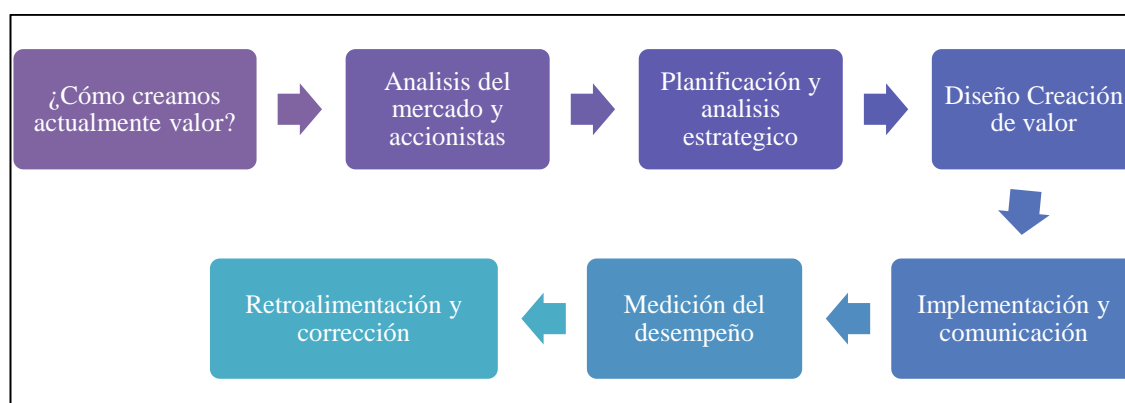 ¿Cómo creamos
actualmente valor?
Analisis del
mercado y
accionistas
Planificación y
analisis
estrategico
Diseño Creación
de valor
Implementación y
comunicación
Medición del
desempeño
Retroalimentación y
corrección